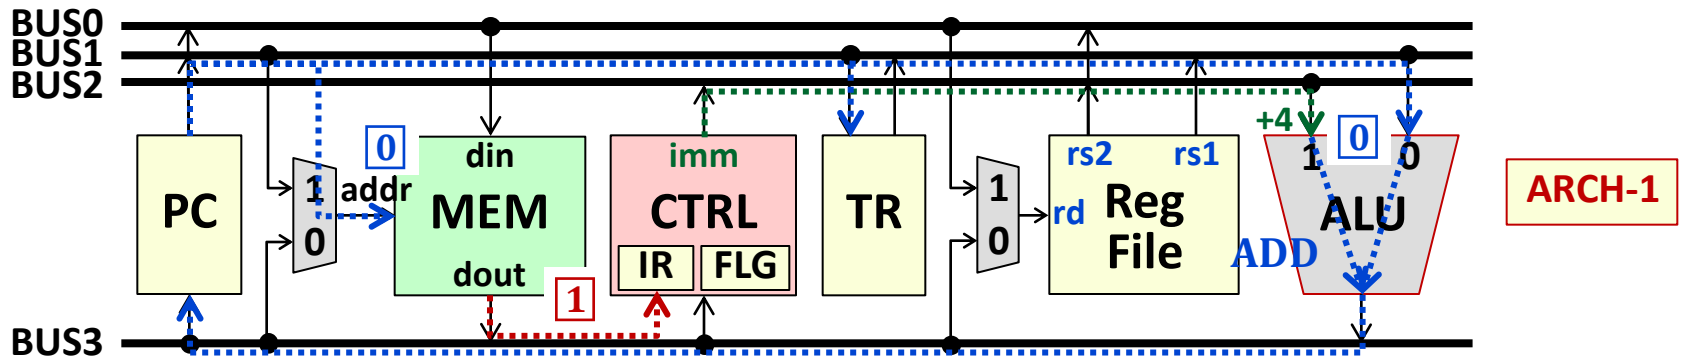 BUS0
BUS1
BUS2
+4
0
din
imm
rs2
rs1
1
0
0
1
addr
1
PC
MEM
CTRL
TR
rd
Reg
File
ALU
ARCH-1
0
0
IR
FLG
ADD
dout
1
BUS3